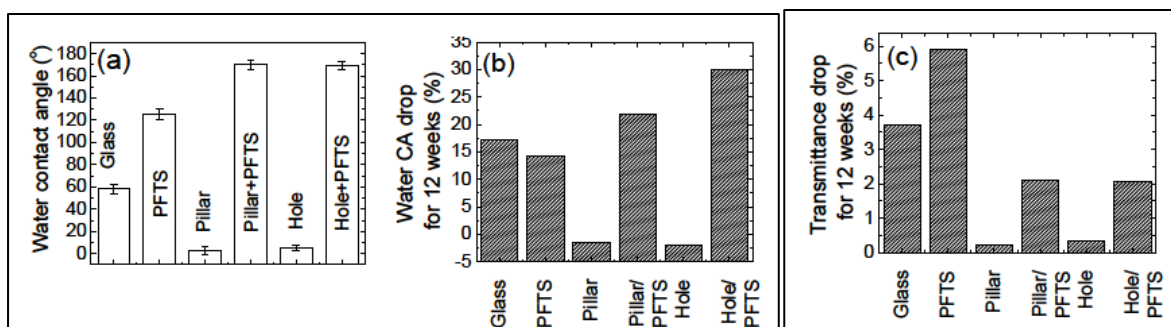 (a)
Water contact angle (°)
180
160
140
120
100
80
60
40
20
0
Glass
PFTS
Pillar
Pillar+PFTS
Hole
Hole+PFTS
(b)
Water CA drop
for 12 weeks (%)
35
30
25
20
15
10
5
0
-5
Glass
PFTS
Pillar
Pillar/
PFTS
Hole
Hole/
PFTS
(c)
Transmittance drop
for 12 weeks (%)
6
5
4
3
2
1
0
Glass
PFTS
Pillar
Pillar/
PFTS
Hole
Hole/
PFTS